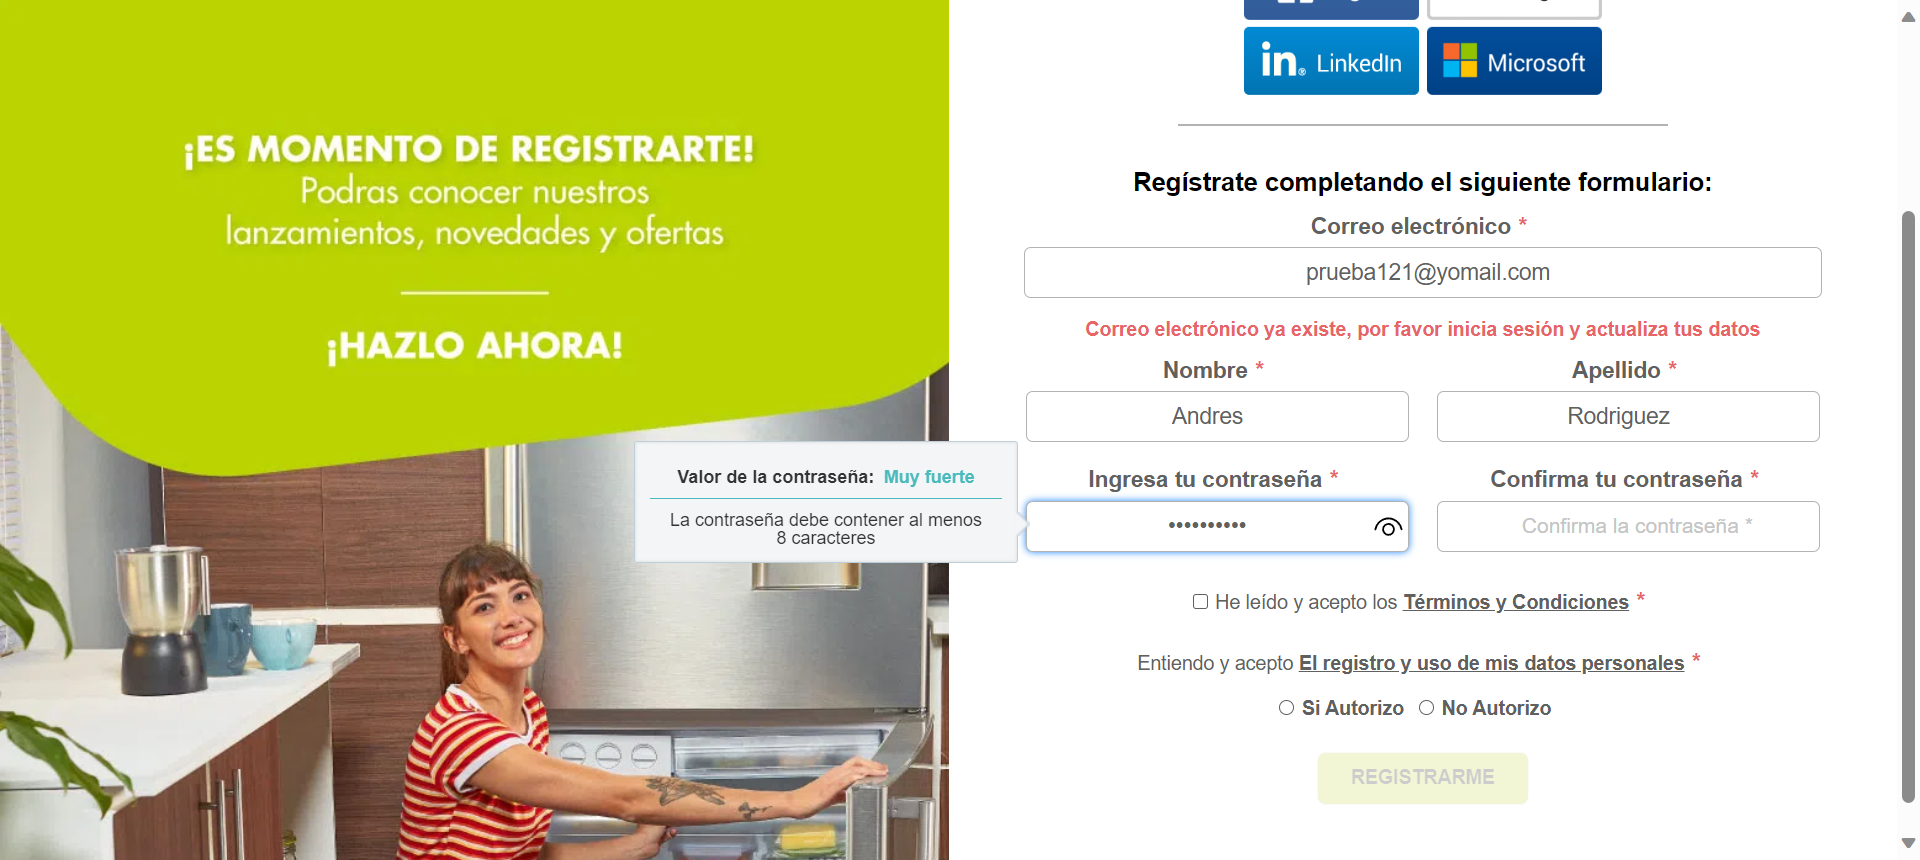 ¡ES MOMENTO DE REGISTRARTE!
Podras conocer nuestros
lanzamientos, novedades y ofertas
¡HAZLO AHORA!
in® LinkedIn
Microsoft
Regístrate completando el siguiente formulario:
Correo electrónico *
prueba121@yomail.com
Correo electrónico ya existe, por favor inicia sesión y actualiza tus datos
Nombre *
Apellido *
Andres
Rodriguez
Valor de la contraseña: Muy fuerte
La contraseña debe contener al menos
8 caracteres
Ingresa tu contraseña *
Confirma tu contraseña *
••••••••••
Confirma la contraseña *
He leído y acepto los Términos y Condiciones *
Entiendo y acepto El registro y uso de mis datos personales *
Si Autorizo
No Autorizo
REGISTRARME